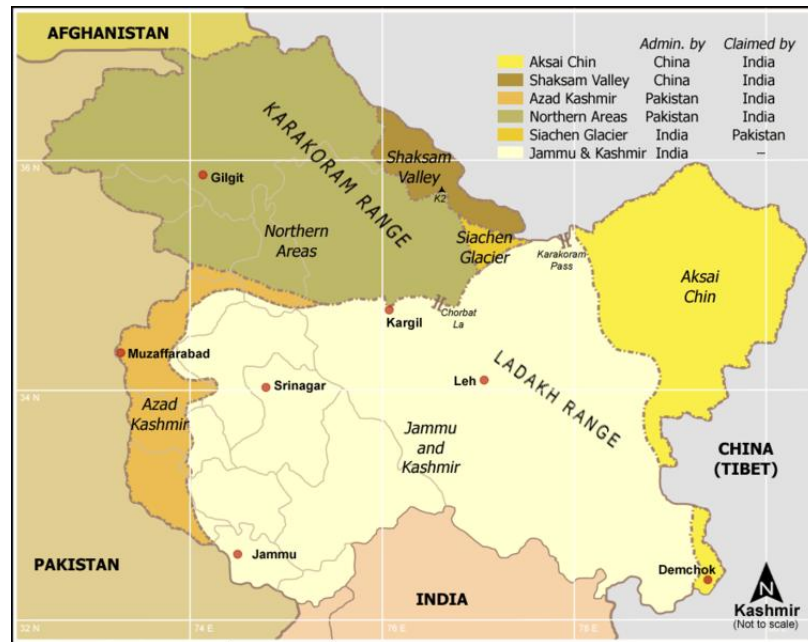 AFGHANISTAN
Admin. by Claimed by
Aksai Chin China India
Shaksam Valley China India
Azad Kashmir Pakistan India
Northern Areas Pakistan India
Siachen Glacier India Pakistan
Jammu & Kashmir India –
KARAKORAM RANGE
Shaksam
Valley
36 N
K2
Gilgit
Northern
Areas
Siachen
Glacier
Karakoram
Pass
Aksai
Chin
Chorbat
La
Kargil
Muzaffarabad
Srinagar
Leh
LADAKH RANGE
34 N
Azad
Kashmir
Jammu
and
Kashmir
CHINA
(TIBET)
Jammu
PAKISTAN
Demchok
INDIA
N
Kashmir
(Not to scale)
32 N
74 E
76 E
78 E